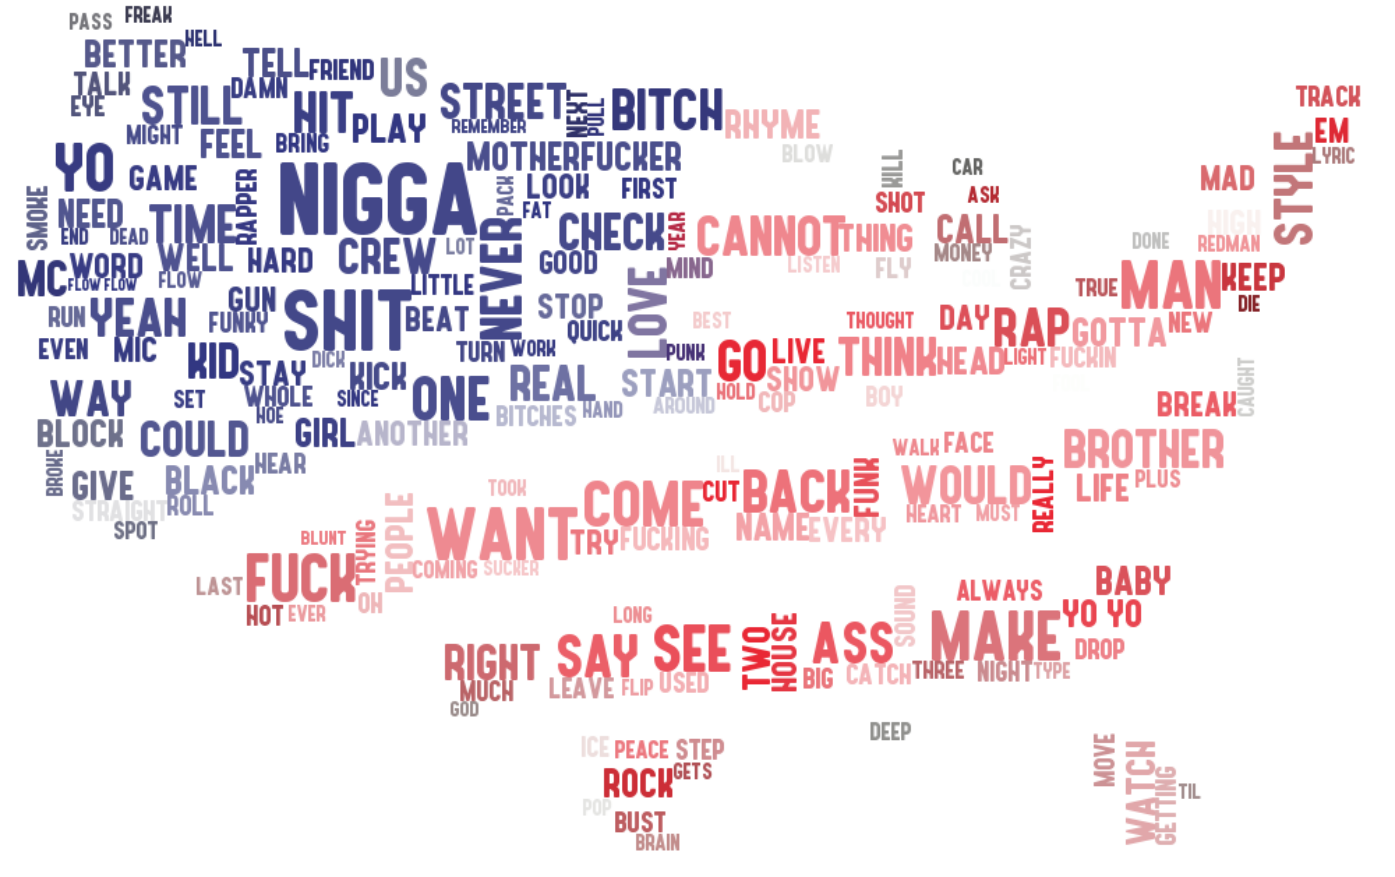 PASS
FREAK
HELL
BETTER
TELL
FRIEND
US
TALK
DAMN
EYE
STILL
HIT
PLAY
STREET
NEXT
PULL
BITCH
RHYME
TRACK
MIGHT
FEEL
BRING
REMEMBER
BLOW
EM
LYRIC
YO
GAME
RAPPER
NIGGA
MOTHERFUCKER
KILL
CAR
MAD
STYLE
SMOKE
NEED
TIME
PACK
LOOK
FIRST
SHOT
ASK
HIGH
END
DEAD
FAT
CHECK
YEAR
CANNOT
THING
CALL
CRAZY
DONE
REDMAN
MC
WORD
WELL
HARD
CREW
LOT
NEVER
GOOD
MIND
LISTEN
FLY
MONEY
FLOW FLOW
FLOW
LITTLE
LOVE
TRUE
MAN
KEEP
DIE
RUN
YEAH
GUN
FUNKY
SHIT
BEAT
STOP
QUICK
BEST
THOUGHT
DAY
RAP
GOTTA
NEW
EVEN
MIC
KID
DICK
TURN
WORK
PUNK
GO
LIVE
THINK
HEAD
LIGHT
FUCKIN
STAY
KICK
ONE
REAL
START
HOLD
SHOW
CAUGHT
WAY
SET
WHOLE
SINCE
HOE
BITCHES
HAND
AROUND
COP
BOY
BREAK
BLOCK
COULD
GIRL
ANOTHER
WALK
FACE
BROTHER
BROKE
GIVE
BLACK
HEAR
ILL
CUT
BACK
FUNK
WOULD
REALLY
LIFE
PLUS
STRAIGHT
ROLL
SPOT
PEOPLE
TOOK
WANT
COME
TRY
FUCKING
NAME
EVERY
HEART
MUST
BLUNT
TRYING
LAST
FUCK
COMING
SUCKER
HOT
EVER
OH
LONG
SOUND
ALWAYS
BABY
RIGHT
SAY
SEE
TWO
HOUSE
ASS
MAKE
YO YO
DROP
MUCH
LEAVE
FLIP
USED
BIG
CATCH
THREE
NIGHT
TYPE
GOD
DEEP
ICE
PEACE
STEP
MOVE
WATCH
GETTING
TIL
ROCK
GETS
POP
BUST
BRAIN